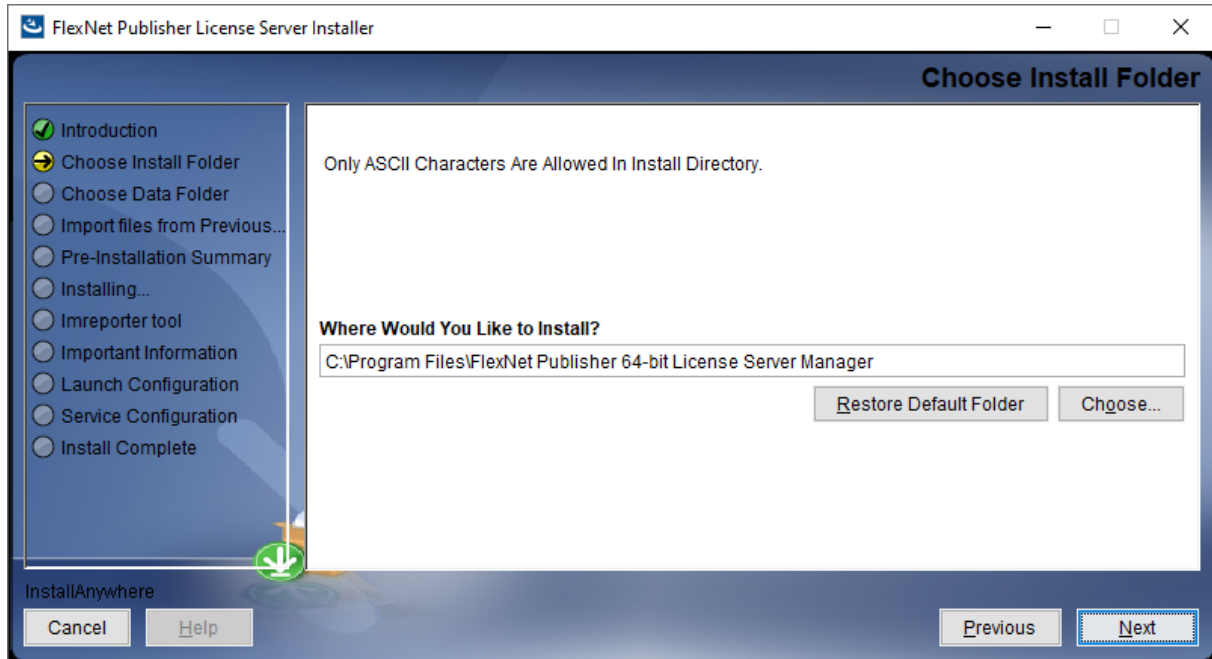 FlexNet Publisher License Server Installer
Choose Install Folder
Introduction
Choose Install Folder
Choose Data Folder
Import files from Previous...
Pre-Installation Summary
Installing...
lmreporter tool
Important Information
Launch Configuration
Service Configuration
Install Complete
Only ASCII Characters Are Allowed In Install Directory.
Where Would You Like to Install?
C:\Program Files\FlexNet Publisher 64-bit License Server Manager
Restore Default Folder
Choose...
InstallAnywhere
Cancel
Help
Previous
Next